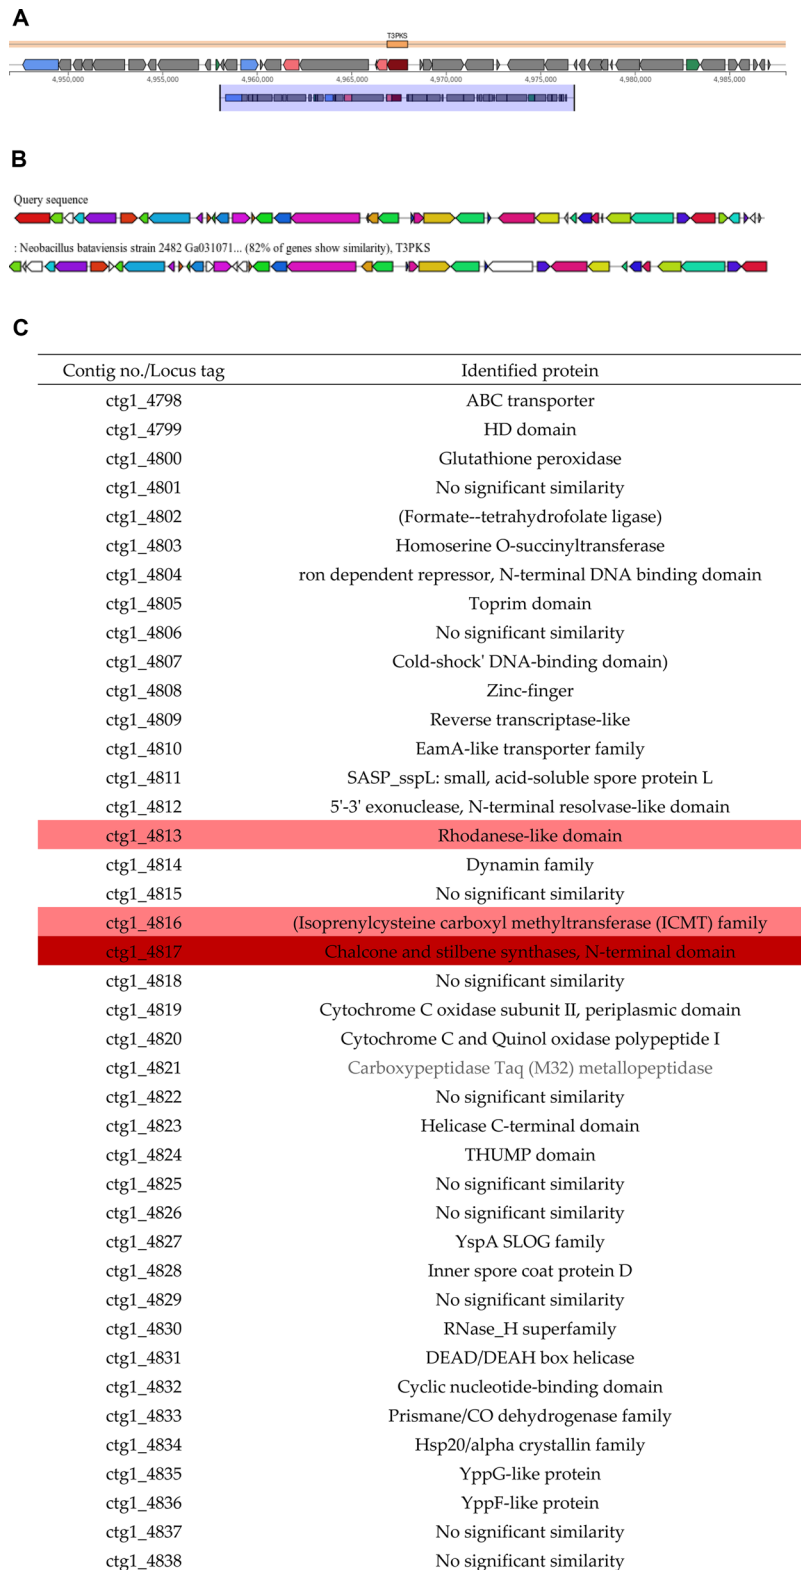 A
T3PKS
4,950,000 4,955,000 4,960,000 4,965,000 4,970,000 4,975,000 4,980,000 4,985,000
B
Query sequence
: Neobacillus bataviensis strain 2482 Ga031071... (82% of genes show similarity), T3PKS
C
Contig no./Locus tag Identified protein
ctg1_4798 ABC transporter
ctg1_4799 HD domain
ctg1_4800 Glutathione peroxidase
ctg1_4801 No significant similarity
ctg1_4802 (Formate--tetrahydrofolate ligase)
ctg1_4803 Homoserine O-succinyltransferase
ctg1_4804 ron dependent repressor, N-terminal DNA binding domain
ctg1_4805 Toprim domain
ctg1_4806 No significant similarity
ctg1_4807 Cold-shock' DNA-binding domain)
ctg1_4808 Zinc-finger
ctg1_4809 Reverse transcriptase-like
ctg1_4810 EamA-like transporter family
ctg1_4811 SASP_sspL: small, acid-soluble spore protein L
ctg1_4812 5'-3' exonuclease, N-terminal resolvase-like domain
ctg1_4813 Rhodanese-like domain
ctg1_4814 Dynamin family
ctg1_4815 No significant similarity
ctg1_4816 (Isoprenylcysteine carboxyl methyltransferase (ICMT) family
ctg1_4817 Chalcone and stilbene synthases, N-terminal domain
ctg1_4818 No significant similarity
ctg1_4819 Cytochrome C oxidase subunit II, periplasmic domain
ctg1_4820 Cytochrome C and Quinol oxidase polypeptide I
ctg1_4821 Carboxypeptidase Taq (M32) metallopeptidase
ctg1_4822 No significant similarity
ctg1_4823 Helicase C-terminal domain
ctg1_4824 THUMP domain
ctg1_4825 No significant similarity
ctg1_4826 No significant similarity
ctg1_4827 YspA SLOG family
ctg1_4828 Inner spore coat protein D
ctg1_4829 No significant similarity
ctg1_4830 RNase_H superfamily
ctg1_4831 DEAD/DEAH box helicase
ctg1_4832 Cyclic nucleotide-binding domain
ctg1_4833 Prismane/CO dehydrogenase family
ctg1_4834 Hsp20/alpha crystallin family
ctg1_4835 YppG-like protein
ctg1_4836 YppF-like protein
ctg1_4837 No significant similarity
ctg1_4838 No significant similarity